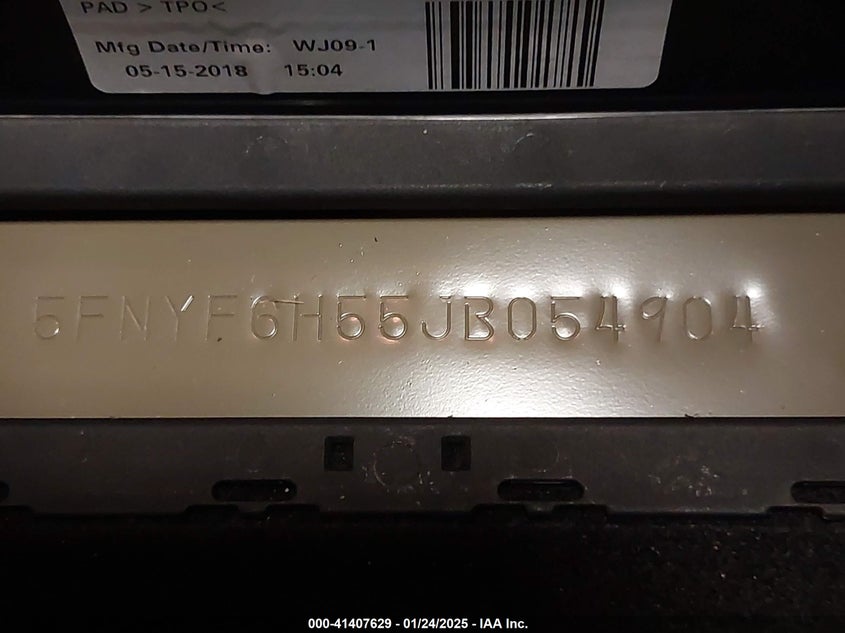 PAD > TPO<
Mfg Date/Time: WJ09-1
05-15-2018 15:04
5FNYF6H55JB054904
000-41407629 - 01/24/2025 - IAA Inc.